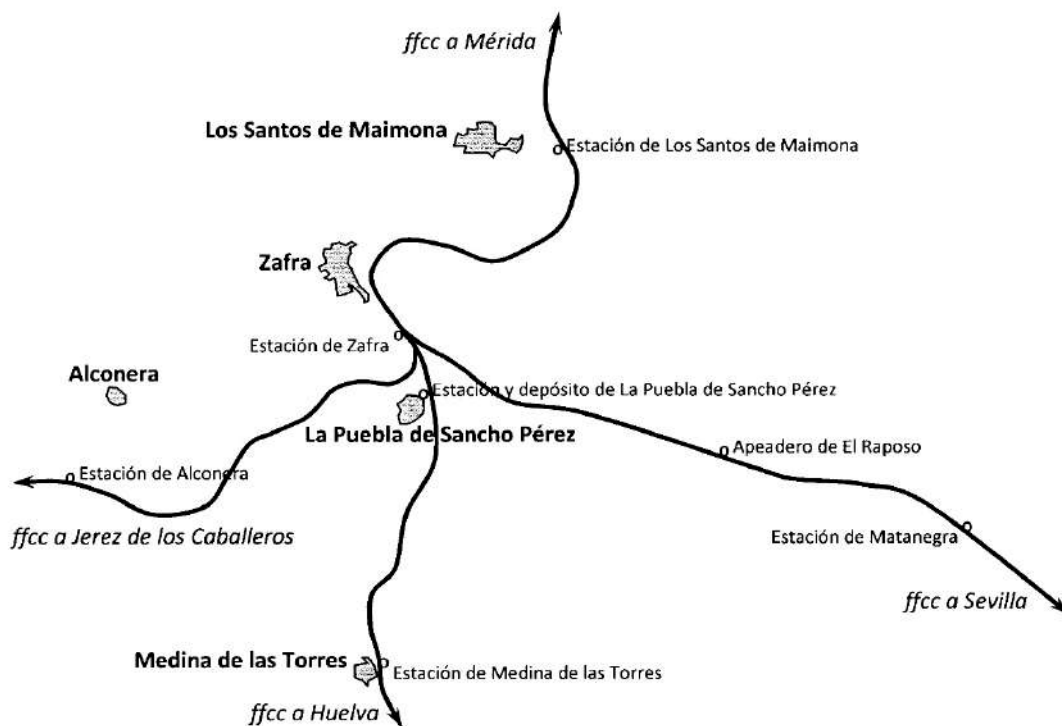 ffcc a Mérida
Los Santos de Maimona
Estación de Los Santos de Maimona
Zafra
Estación de Zafra
Alconera
Estación y depósito de La Puebla de Sancho Pérez
La Puebla de Sancho Pérez
Apeadero de El Raposo
Estación de Alconera
ffcc a Jerez de los Caballeros
Estación de Matanegra
ffcc a Sevilla
Medina de las Torres
Estación de Medina de las Torres
ffcc a Huelva